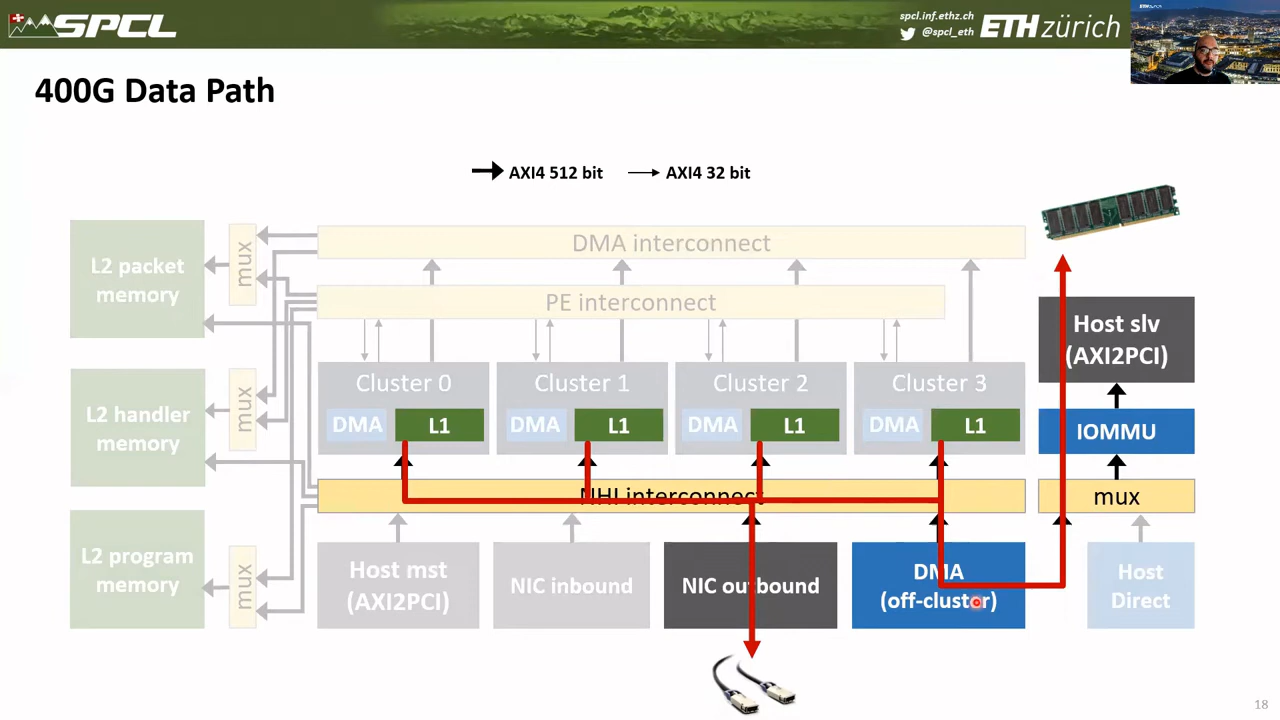 SPCL
spcl.inf.ethz.ch
@spcl_eth
ETH zürich
400G Data Path
AXI4 512 bit
AXI4 32 bit
DMA interconnect
PE interconnect
L2 packet
memory
mux
L2 handler
memory
mux
L2 program
memory
mux
Cluster 0
DMA
L1
Cluster 1
DMA
L1
Cluster 2
DMA
L1
Cluster 3
DMA
L1
NHI interconnect
Host mst
(AXI2PCI)
NIC inbound
NIC outbound
DMA
(off-cluster)
Host slv
(AXI2PCI)
IOMMU
mux
Host
Direct
18